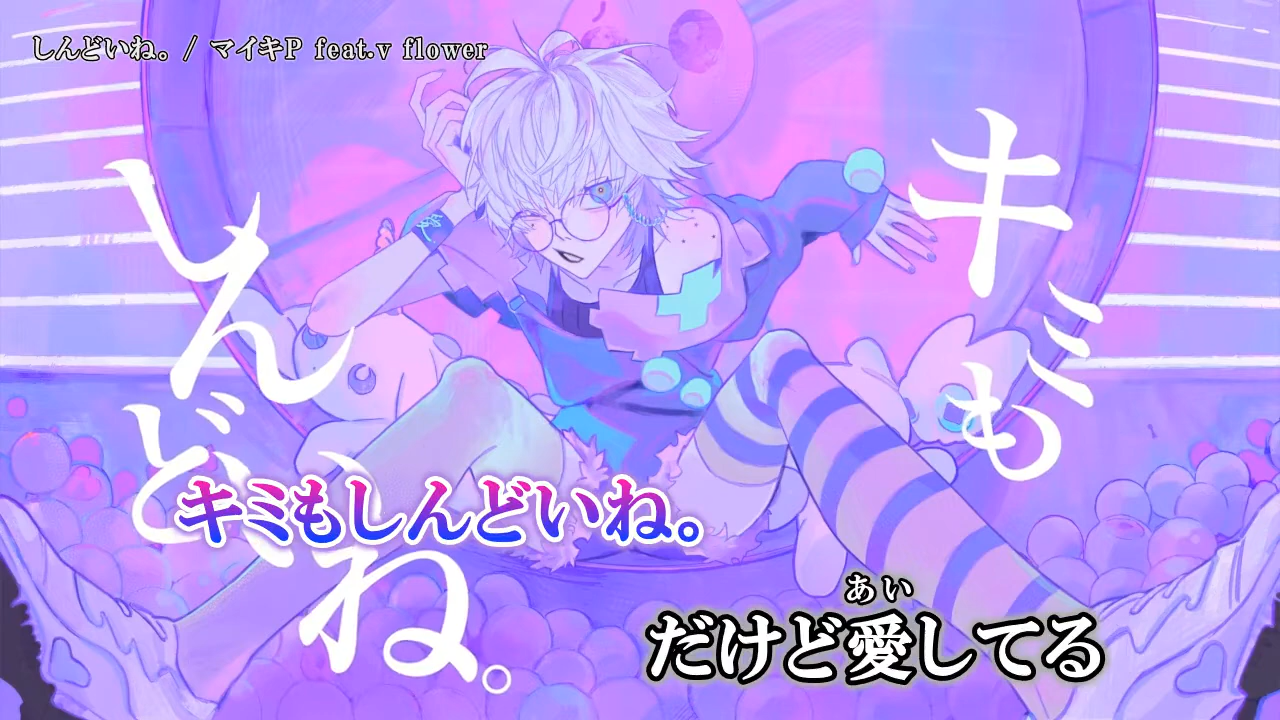 しんどいね。/ マイキP feat.v flower
キミも
しんどいね。
キミもしんどいね。
あい
だけど愛してる